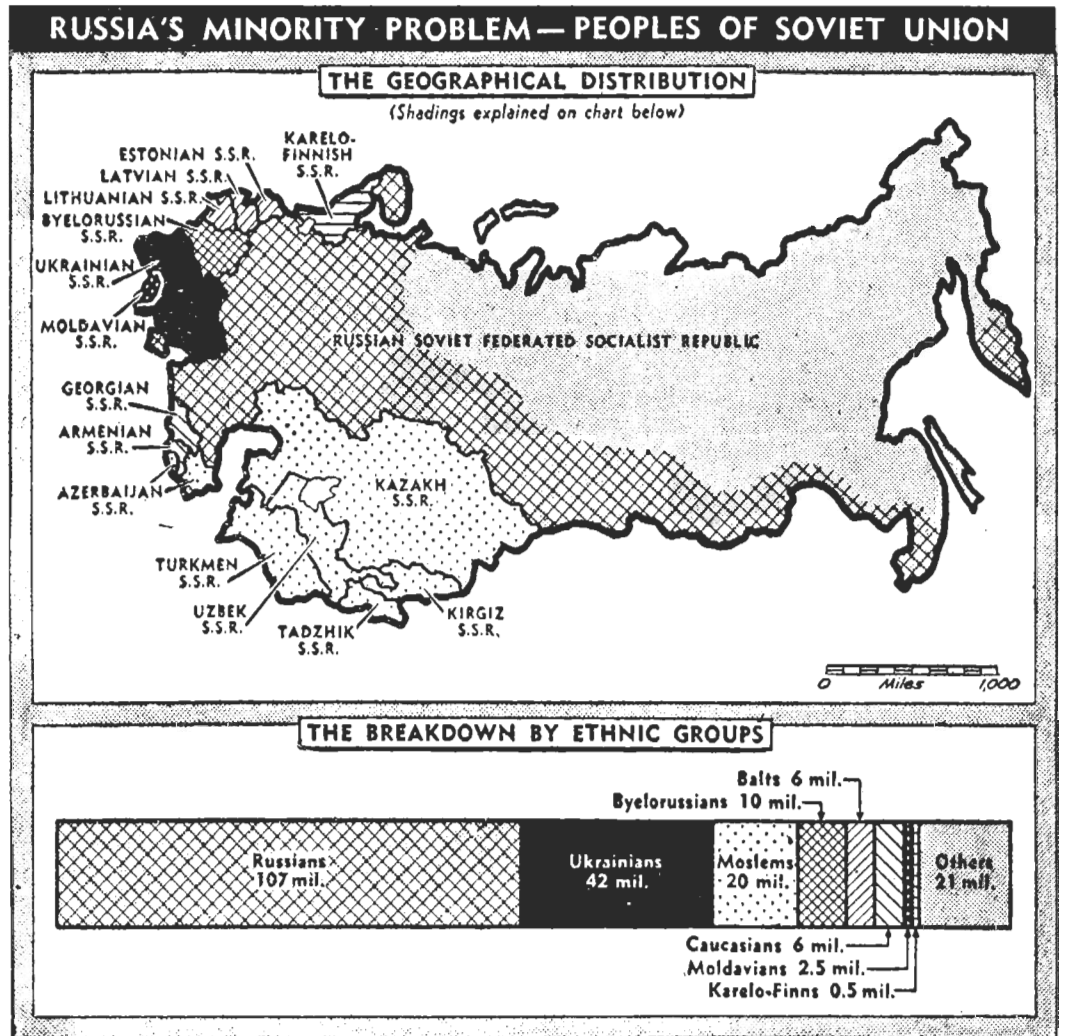 RUSSIA'S MINORITY PROBLEM — PEOPLES OF SOVIET UNION
THE GEOGRAPHICAL DISTRIBUTION
(Shadings explained on chart below)
KARELO-
FINNISH
S.S.R.
ESTONIAN S.S.R.
LATVIAN S.S.R.
LITHUANIAN S.S.R.
BYELORUSSIAN
S.S.R.
UKRAINIAN
S.S.R.
MOLDAVIAN
S.S.R.
RUSSIAN SOVIET FEDERATED SOCIALIST REPUBLIC
GEORGIAN
S.S.R.
ARMENIAN
S.S.R.
AZERBAIJAN
S.S.R.
KAZAKH
S.S.R.
TURKMEN
S.S.R.
UZBEK
S.S.R.
TADZHIK
S.S.R.
KIRGIZ
S.S.R.
0 Miles 1,000
THE BREAKDOWN BY ETHNIC GROUPS
Balts 6 mil.
Byelorussians 10 mil.
Russians
107 mil.
Ukrainians
42 mil.
Moslems
20 mil.
Others
21 mil.
Caucasians 6 mil.
Moldavians 2.5 mil.
Karelo-Finns 0.5 mil.